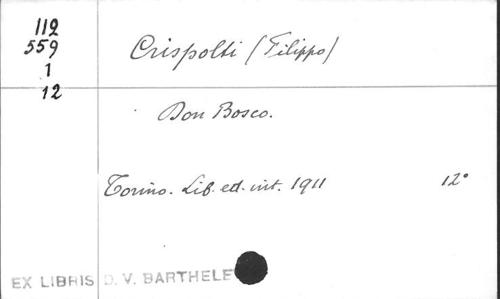 112
559
1
12
Crispolti (Filippo)
Don Bosco.
Torino. Lib. ed. int. 1911 12°
EX LIBRIS D. V. BARTHELE